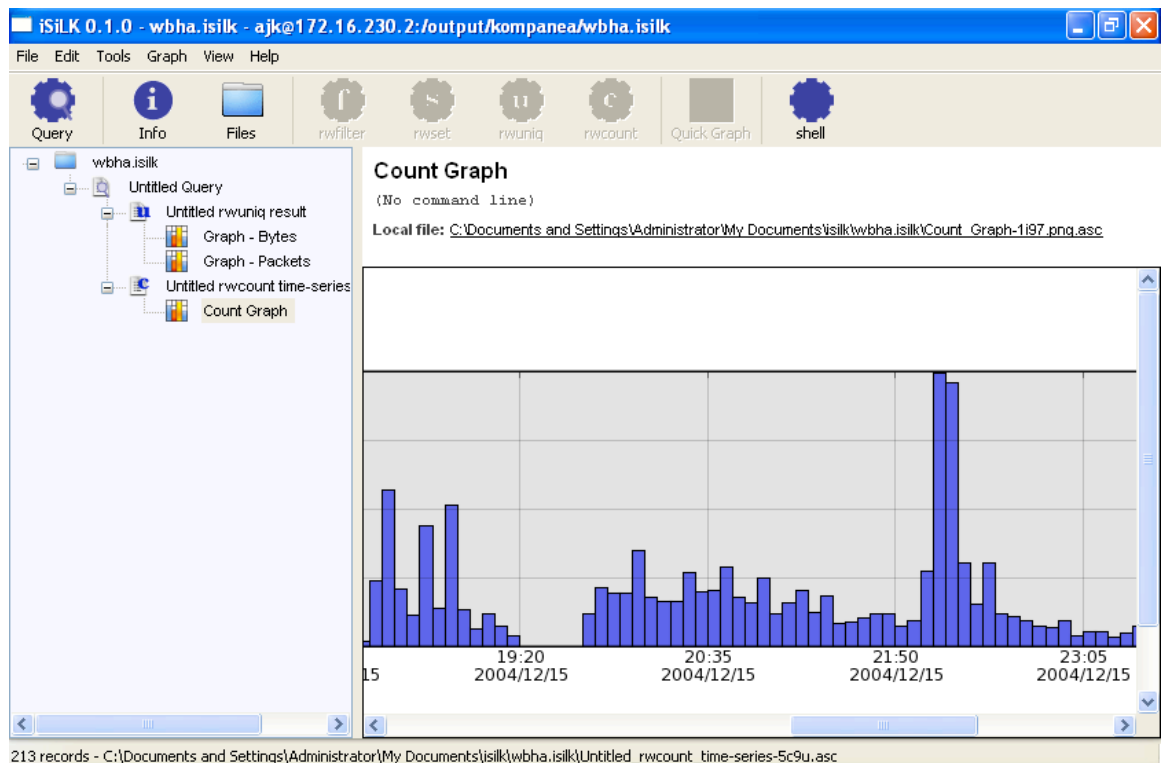 iSiLK 0.1.0 - wbha.isilk - ajk@172.16.230.2:/output/kompanea/wbha.isilk
File Edit Tools Graph View Help
Query Info Files rwfilter rwset rwuniq rwcount Quick Graph shell
f s u c
wbha.isilk
Untitled Query
Untitled rwuniq result
Graph - Bytes
Graph - Packets
Untitled rwcount time-series
Count Graph
Count Graph
(No command line)
Local file: C:\Documents and Settings\Administrator\My Documents\isilk\wbha.isilk\Count_Graph-1i97.png.asc
19:20 20:35 21:50 23:05
15 2004/12/15 2004/12/15 2004/12/15 2004/12/15
213 records - C:\Documents and Settings\Administrator\My Documents\isilk\wbha.isilk\Untitled_rwcount_time-series-5c9u.asc